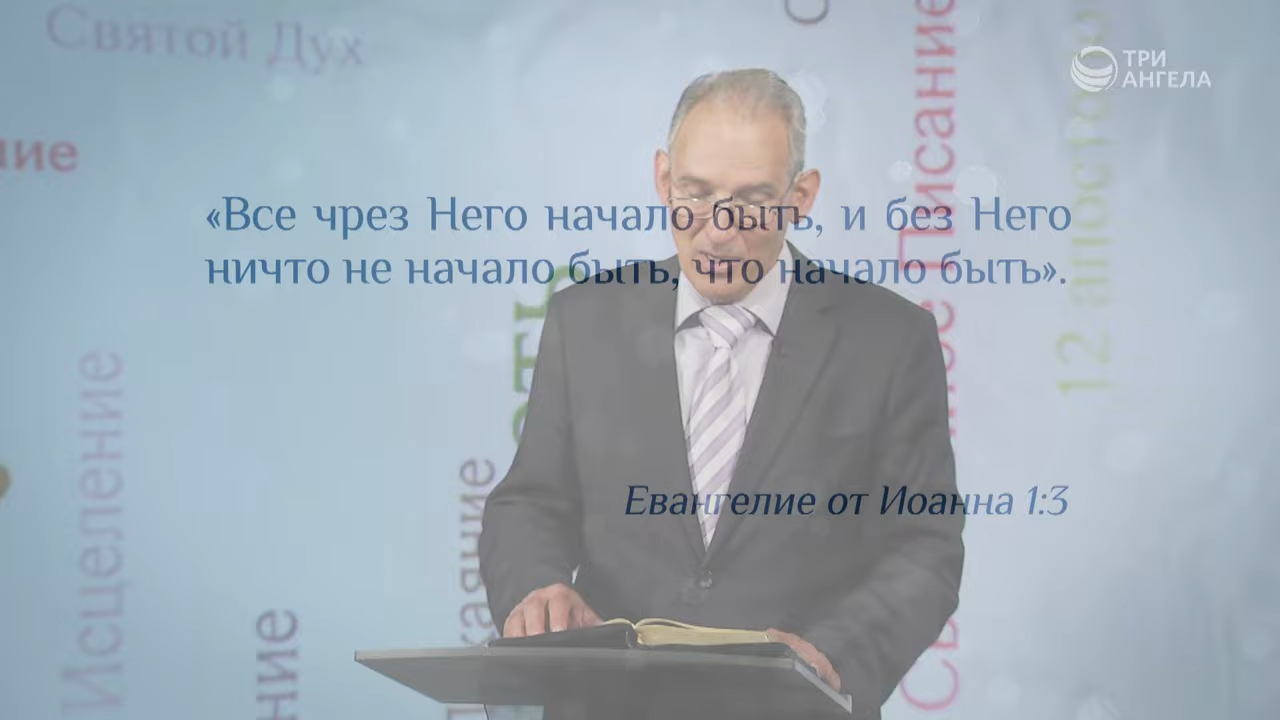 Святой Дух
ТРИ
АНГЕЛА
«Все чрез Него начало быть, и без Него
ничто не начало быть, что начало быть».
Евангелие от Иоанна 1:3
Исцеление
Писание
12